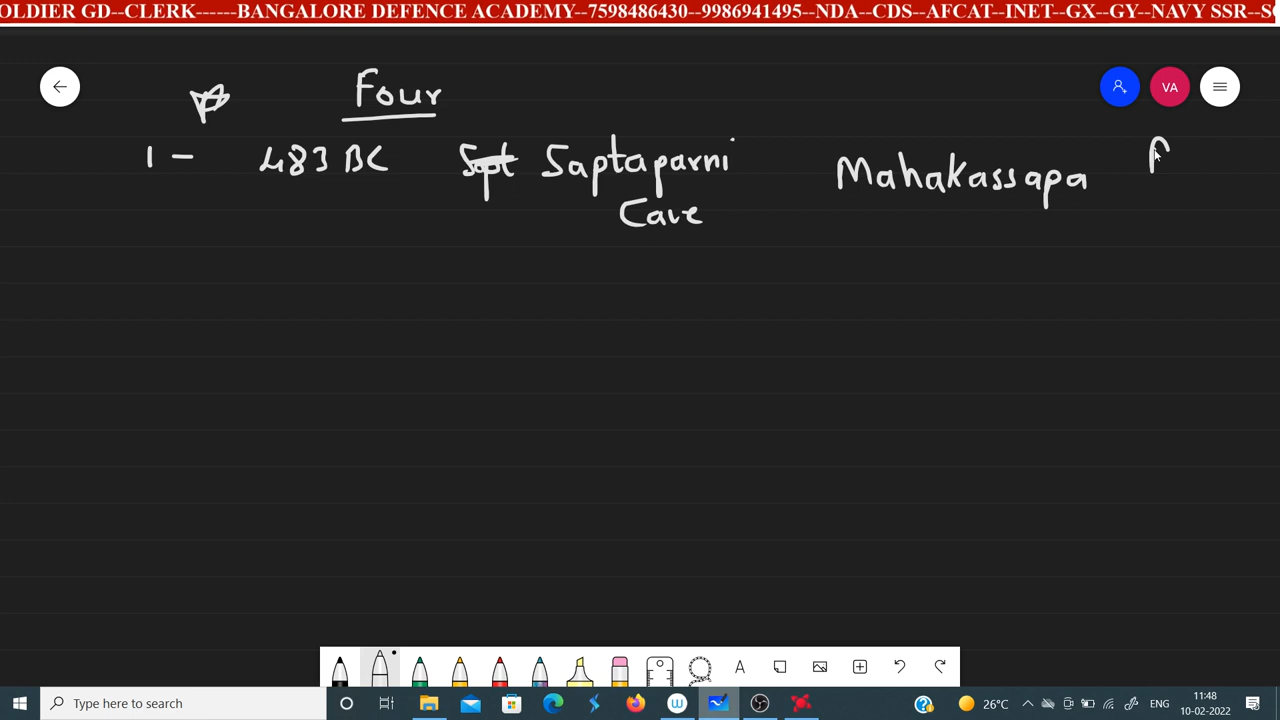 OLDIER GD--CLERK------BANGALORE DEFENCE ACADEMY--7598486430--9986941495--NDA--CDS--AFCAT--INET--GX--GY--NAVY SSR--S
Four
VA
1 - 483 BC Sapt Saptaparni Mahakassapa
Cave
A
Type here to search
26°C
ENG
11:48
10-02-2022